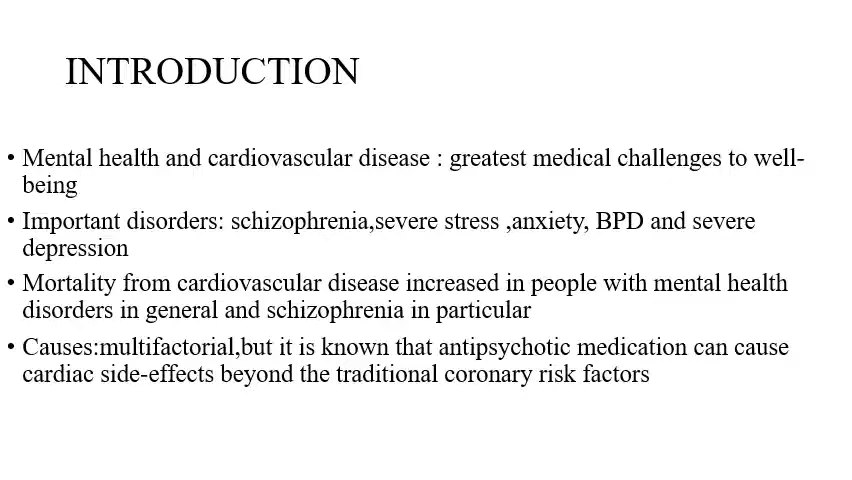 INTRODUCTION
• Mental health and cardiovascular disease : greatest medical challenges to well-
being
• Important disorders: schizophrenia,severe stress ,anxiety, BPD and severe
depression
• Mortality from cardiovascular disease increased in people with mental health
disorders in general and schizophrenia in particular
• Causes:multifactorial,but it is known that antipsychotic medication can cause
cardiac side-effects beyond the traditional coronary risk factors